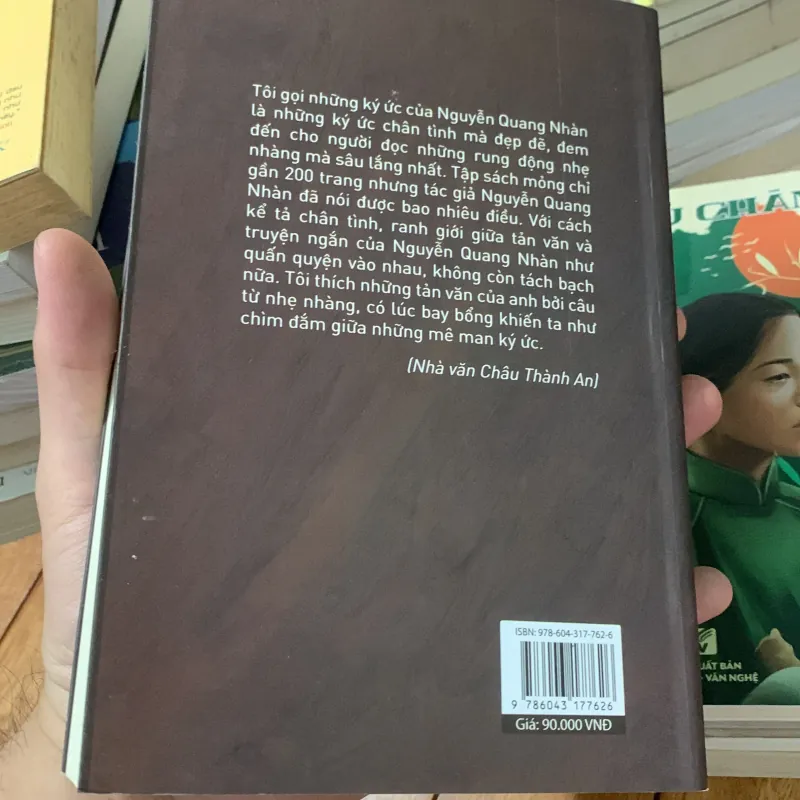 Tôi gọi những ký ức của Nguyễn Quang Nhàn
là những ký ức chân tình mà đẹp đẽ, đem
đến cho người đọc những rung động nhẹ
nhàng mà sâu lắng nhất. Tập sách mỏng chỉ
gần 200 trang nhưng tác giả Nguyễn Quang
Nhàn đã nói được bao nhiêu điều. Với cách
kể tả chân tình, ranh giới giữa tản văn và
truyện ngắn của Nguyễn Quang Nhàn như
quấn quyện vào nhau, không còn tách bạch
nữa. Tôi thích những tản văn của anh bởi câu
từ nhẹ nhàng, có lúc bay bổng khiến ta như
chìm đắm giữa những mê man ký ức.
(Nhà văn Châu Thành An)
ISBN: 978-604-317-762-6
9 786043 177626
Giá: 90.000 VNĐ
CHÂN
UẤT BẢN
VĂN NGHỆ